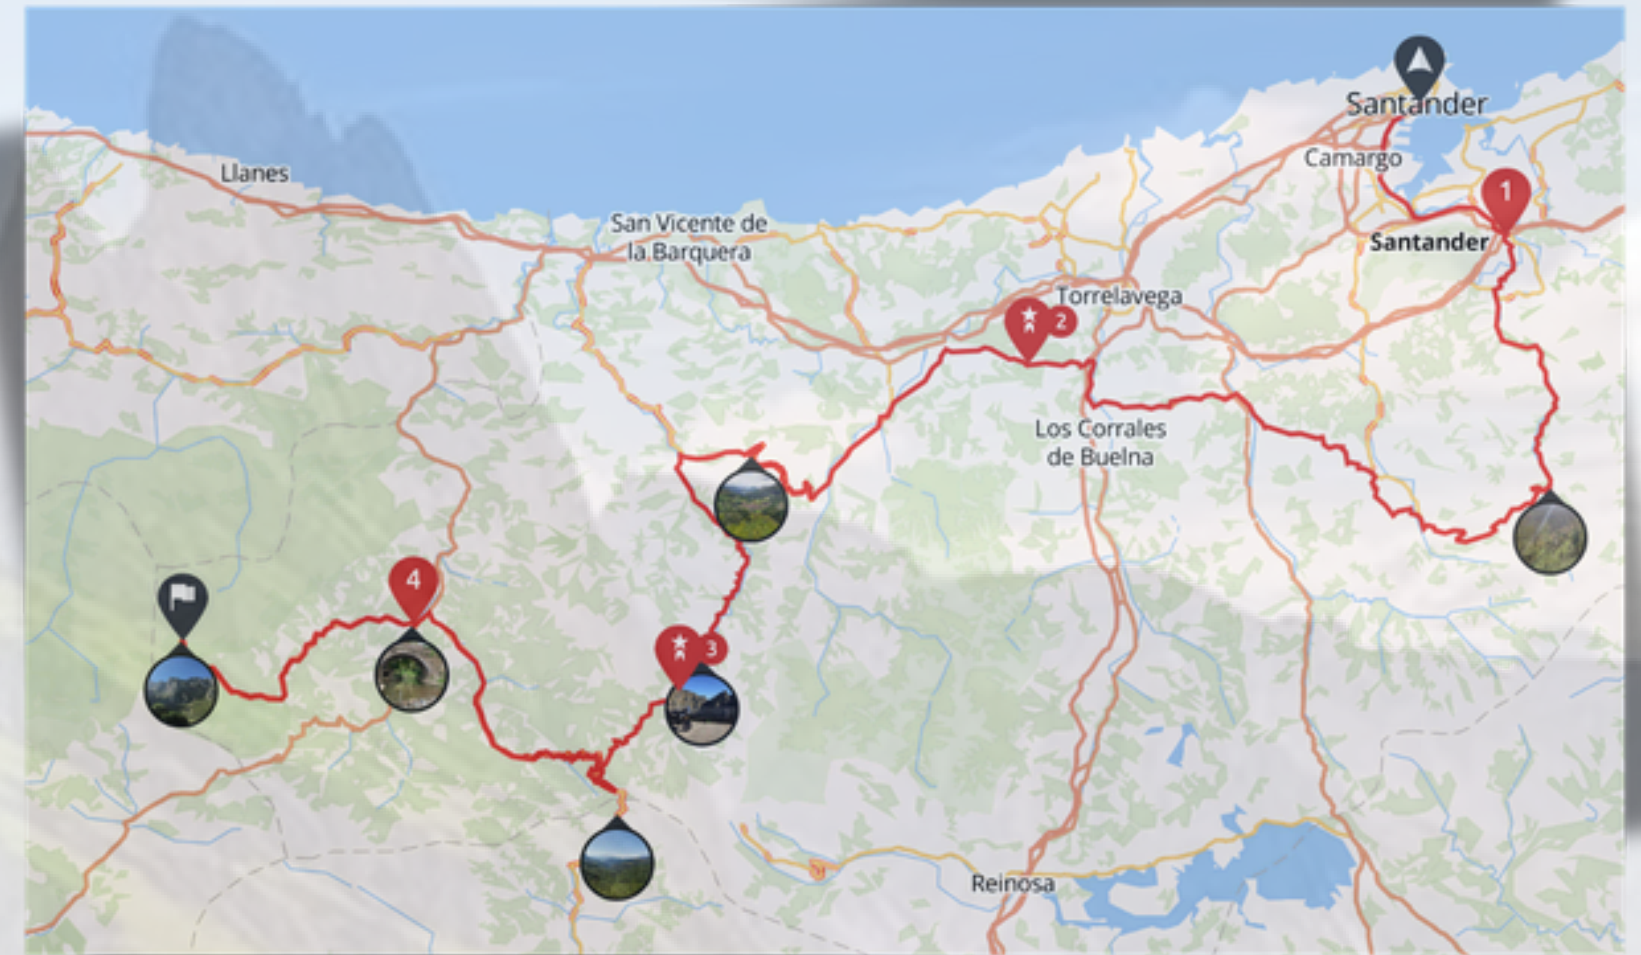 Santander
Camargo
1
Santander
Llanes
San Vicente de
la Barquera
Torrelavega
2
Los Corrales
de Buelna
4
3
Reinosa